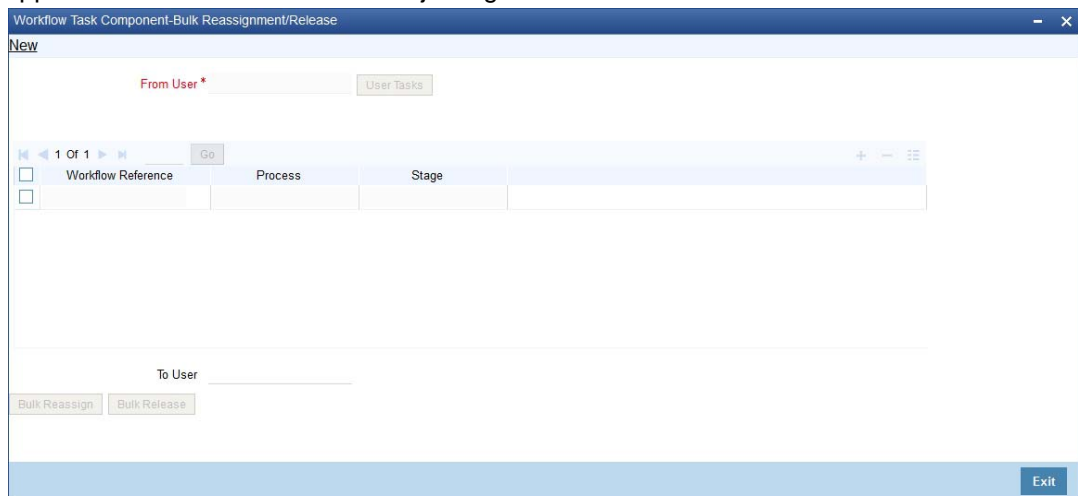 Workflow Task Component-Bulk Reassignment/Release
New
From User * User Tasks
1 Of 1 Go
Workflow Reference Process Stage
To User
Bulk Reassign Bulk Release
Exit